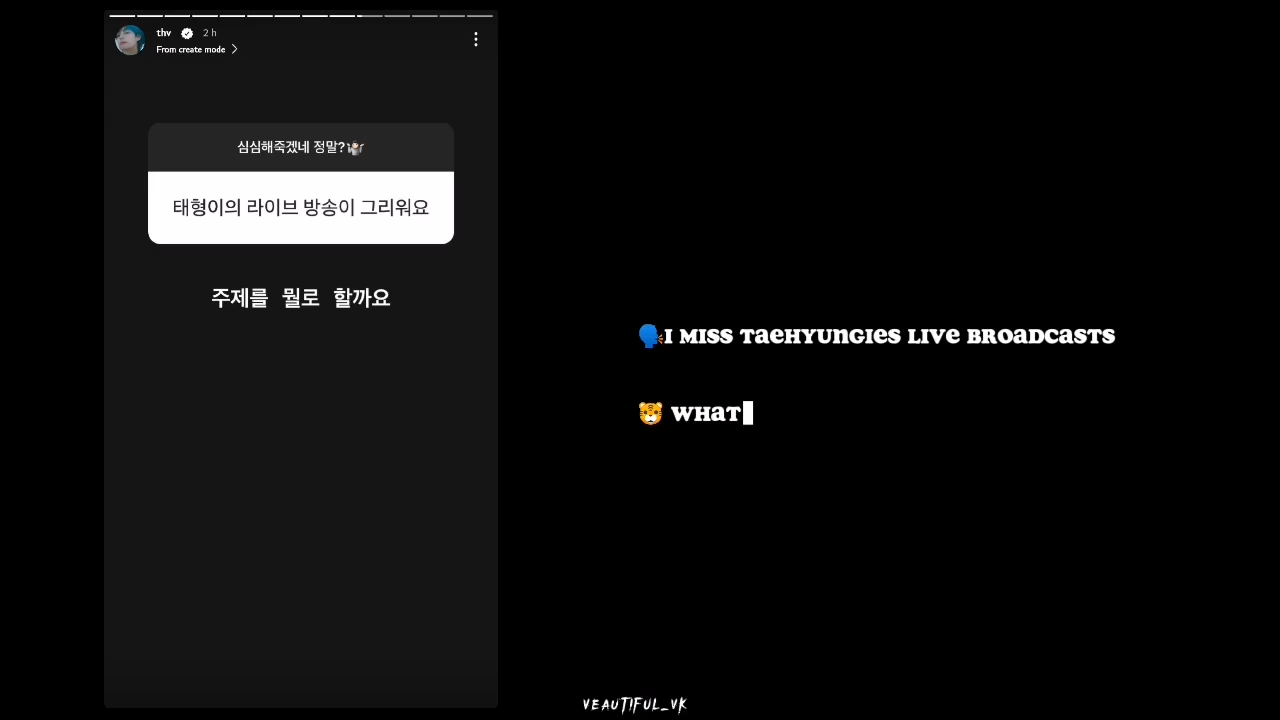 thv 2 h
From create mode
심심해죽겠네 정말?
태형이의 라이브 방송이 그리워요
주제를 뭘로 할까요
I MISS TAEHYUNGIES LIVE BROADCASTS
WHAT
VEAUTIFUL_VK